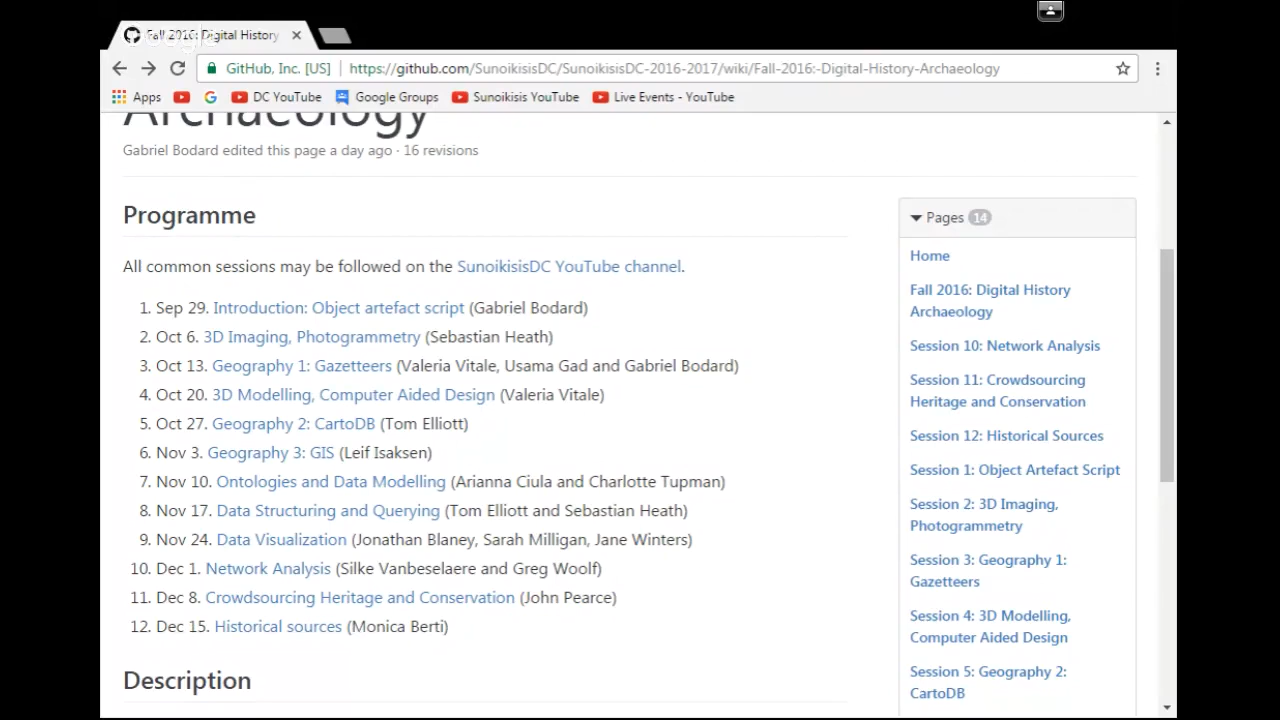 Fall 2016: Digital History
GitHub, Inc. [US] https://github.com/SunoikisisDC/SunoikisisDC-2016-2017/wiki/Fall-2016:-Digital-History-Archaeology
Apps DC YouTube Google Groups Sunoikisis YouTube Live Events - YouTube
Archaeology
Gabriel Bodard edited this page a day ago · 16 revisions
Programme
All common sessions may be followed on the SunoikisisDC YouTube channel.
1. Sep 29. Introduction: Object artefact script (Gabriel Bodard)
2. Oct 6. 3D Imaging, Photogrammetry (Sebastian Heath)
3. Oct 13. Geography 1: Gazetteers (Valeria Vitale, Usama Gad and Gabriel Bodard)
4. Oct 20. 3D Modelling, Computer Aided Design (Valeria Vitale)
5. Oct 27. Geography 2: CartoDB (Tom Elliott)
6. Nov 3. Geography 3: GIS (Leif Isaksen)
7. Nov 10. Ontologies and Data Modelling (Arianna Ciula and Charlotte Tupman)
8. Nov 17. Data Structuring and Querying (Tom Elliott and Sebastian Heath)
9. Nov 24. Data Visualization (Jonathan Blaney, Sarah Milligan, Jane Winters)
10. Dec 1. Network Analysis (Silke Vanbeselaere and Greg Woolf)
11. Dec 8. Crowdsourcing Heritage and Conservation (John Pearce)
12. Dec 15. Historical sources (Monica Berti)
Description
Pages 14
Home
Fall 2016: Digital History
Archaeology
Session 10: Network Analysis
Session 11: Crowdsourcing
Heritage and Conservation
Session 12: Historical Sources
Session 1: Object Artefact Script
Session 2: 3D Imaging,
Photogrammetry
Session 3: Geography 1:
Gazetteers
Session 4: 3D Modelling,
Computer Aided Design
Session 5: Geography 2:
CartoDB